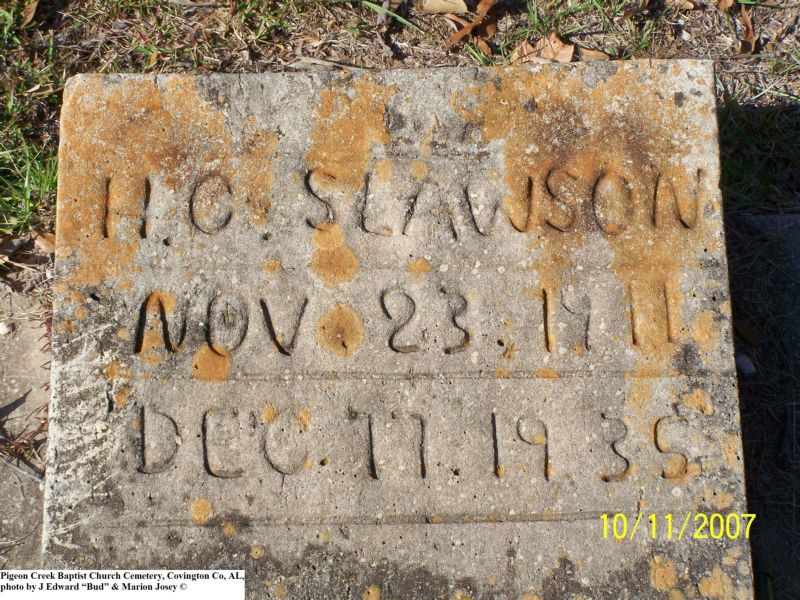 H.O. SLAWSON
NOV. 23, 1911
DEC 17 1935
10/11/2007
Pigeon Creek Baptist Church Cemetery, Covington Co, AL,
photo by J Edward “Bud” & Marion Josey ©